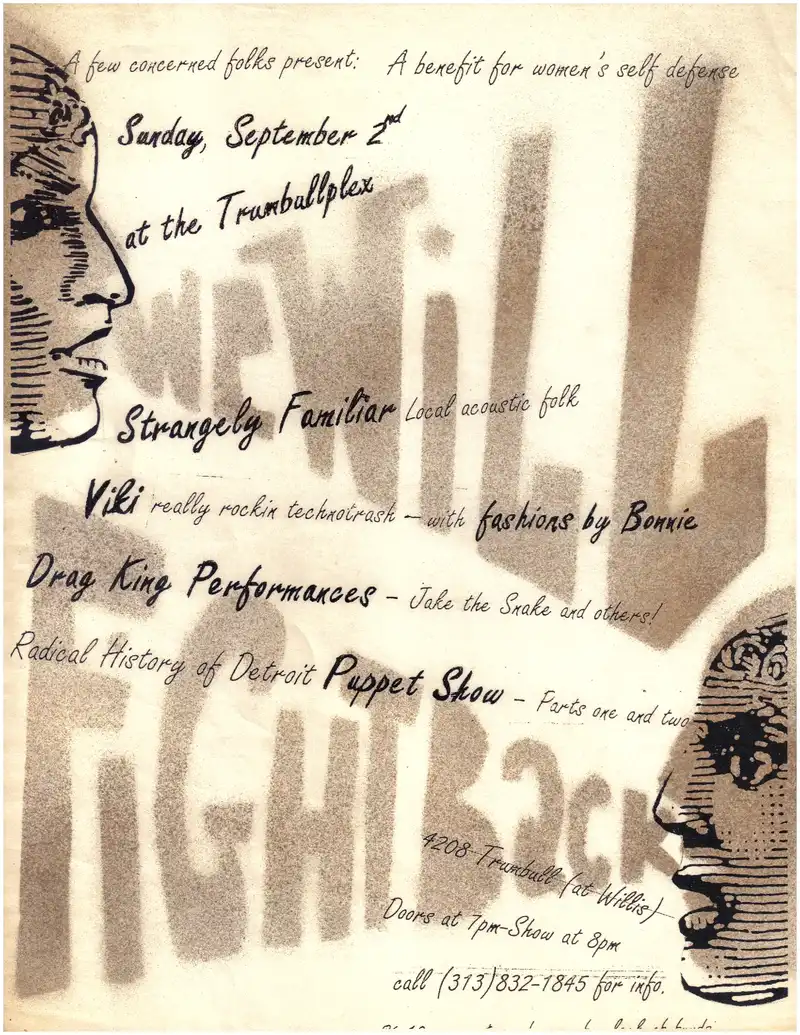 A few concerned folks present: A benefit for women's self defense
Sunday, September 2nd
at the Trumbullplex
WE WiLL
Strangely Familiar Local acoustic folk
Viki really rockin technotrash – with fashions by Bonnie
Drag King Performances – Jake the Snake and others!
Radical History of Detroit Puppet Show – Parts one and two
FiGHT BacK
4208 Trumbull (at Willis)
Doors at 7pm-Show at 8pm
call (313)832-1845 for info.